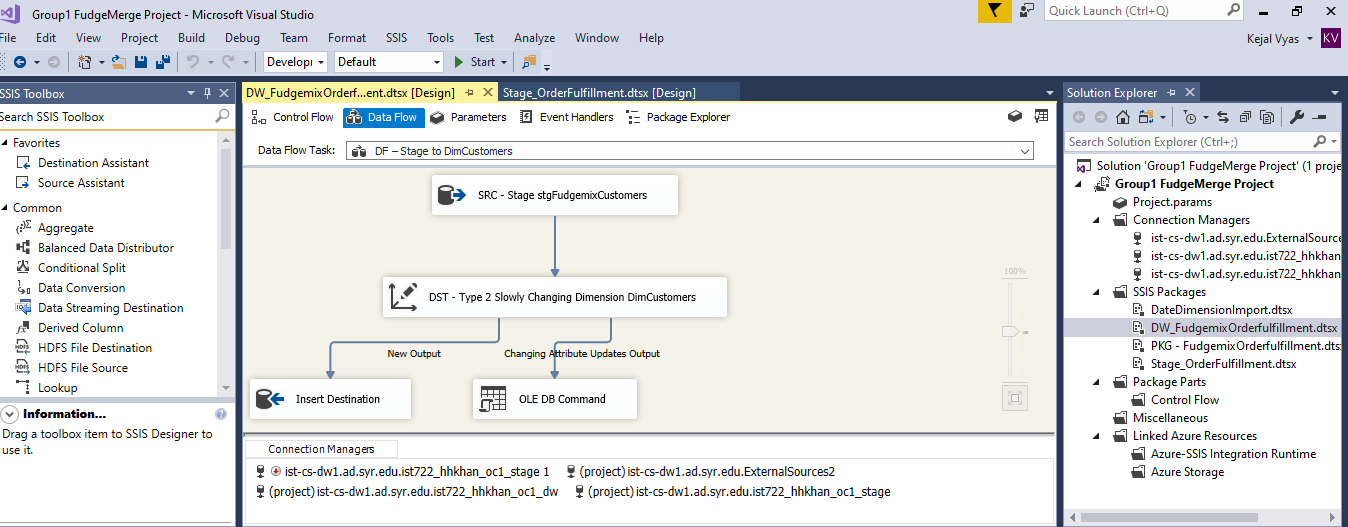 Group1 FudgeMerge Project - Microsoft Visual Studio
Quick Launch (Ctrl+Q)
File Edit View Project Build Debug Team Format SSIS Tools Test Analyze Window Help
Kejal Vyas KV
Developi Default Start
SSIS Toolbox
Search SSIS Toolbox
Favorites
Destination Assistant
Source Assistant
Common
Aggregate
Balanced Data Distributor
Conditional Split
Data Conversion
Data Streaming Destination
Derived Column
HDFS File Destination
HDFS File Source
Lookup
Information...
Drag a toolbox item to SSIS Designer to
use it.
DW_FudgemixOrderf...ent.dtsx [Design] Stage_OrderFulfillment.dtsx [Design]
Control Flow Data Flow Parameters Event Handlers Package Explorer
Data Flow Task: DF – Stage to DimCustomers
SRC - Stage stgFudgemixCustomers
DST - Type 2 Slowly Changing Dimension DimCustomers
New Output Changing Attribute Updates Output
Insert Destination OLE DB Command
100%
Connection Managers
ist-cs-dw1.ad.syr.edu.ist722_hhkhan_oc1_stage 1 (project) ist-cs-dw1.ad.syr.edu.ExternalSources2
(project) ist-cs-dw1.ad.syr.edu.ist722_hhkhan_oc1_dw (project) ist-cs-dw1.ad.syr.edu.ist722_hhkhan_oc1_stage
Solution Explorer
Search Solution Explorer (Ctrl+;)
Solution 'Group1 FudgeMerge Project' (1 proje
Group1 FudgeMerge Project
Project.params
Connection Managers
ist-cs-dw1.ad.syr.edu.ExternalSource
ist-cs-dw1.ad.syr.edu.ist722_hhkhan
ist-cs-dw1.ad.syr.edu.ist722_hhkhan
SSIS Packages
DateDimensionImport.dtsx
DW_FudgemixOrderfulfillment.dtsx
PKG - FudgemixOrderfulfillment.dts
Stage_OrderFulfillment.dtsx
Package Parts
Control Flow
Miscellaneous
Linked Azure Resources
Azure-SSIS Integration Runtime
Azure Storage